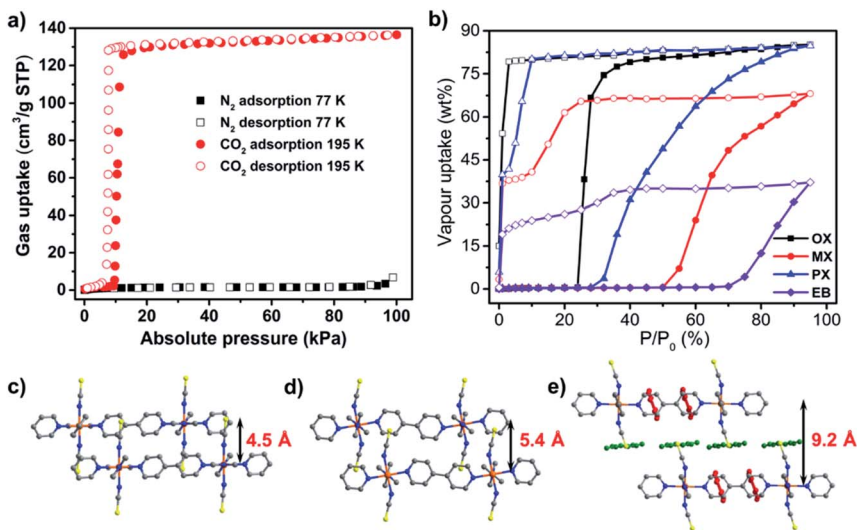 a)
140
120
100
80
60
40
20
0
Gas uptake (cm³/g STP)
N₂ adsorption 77 K
N₂ desorption 77 K
CO₂ adsorption 195 K
CO₂ desorption 195 K
0 20 40 60 80 100
Absolute pressure (kPa)
b)
90
75
60
45
30
15
0
Vapour uptake (wt%)
OX
MX
PX
EB
0 20 40 60 80 100
P/P₀ (%)
c)
4.5 Å
d)
5.4 Å
e)
9.2 Å